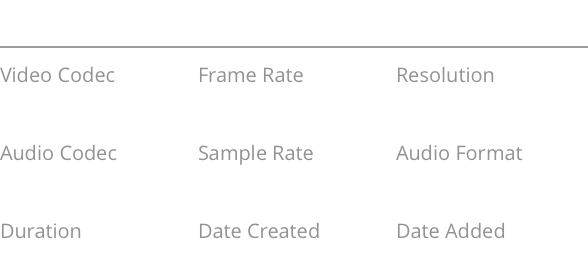 Video Codec Frame Rate Resolution
Audio Codec Sample Rate Audio Format
Duration Date Created Date Added